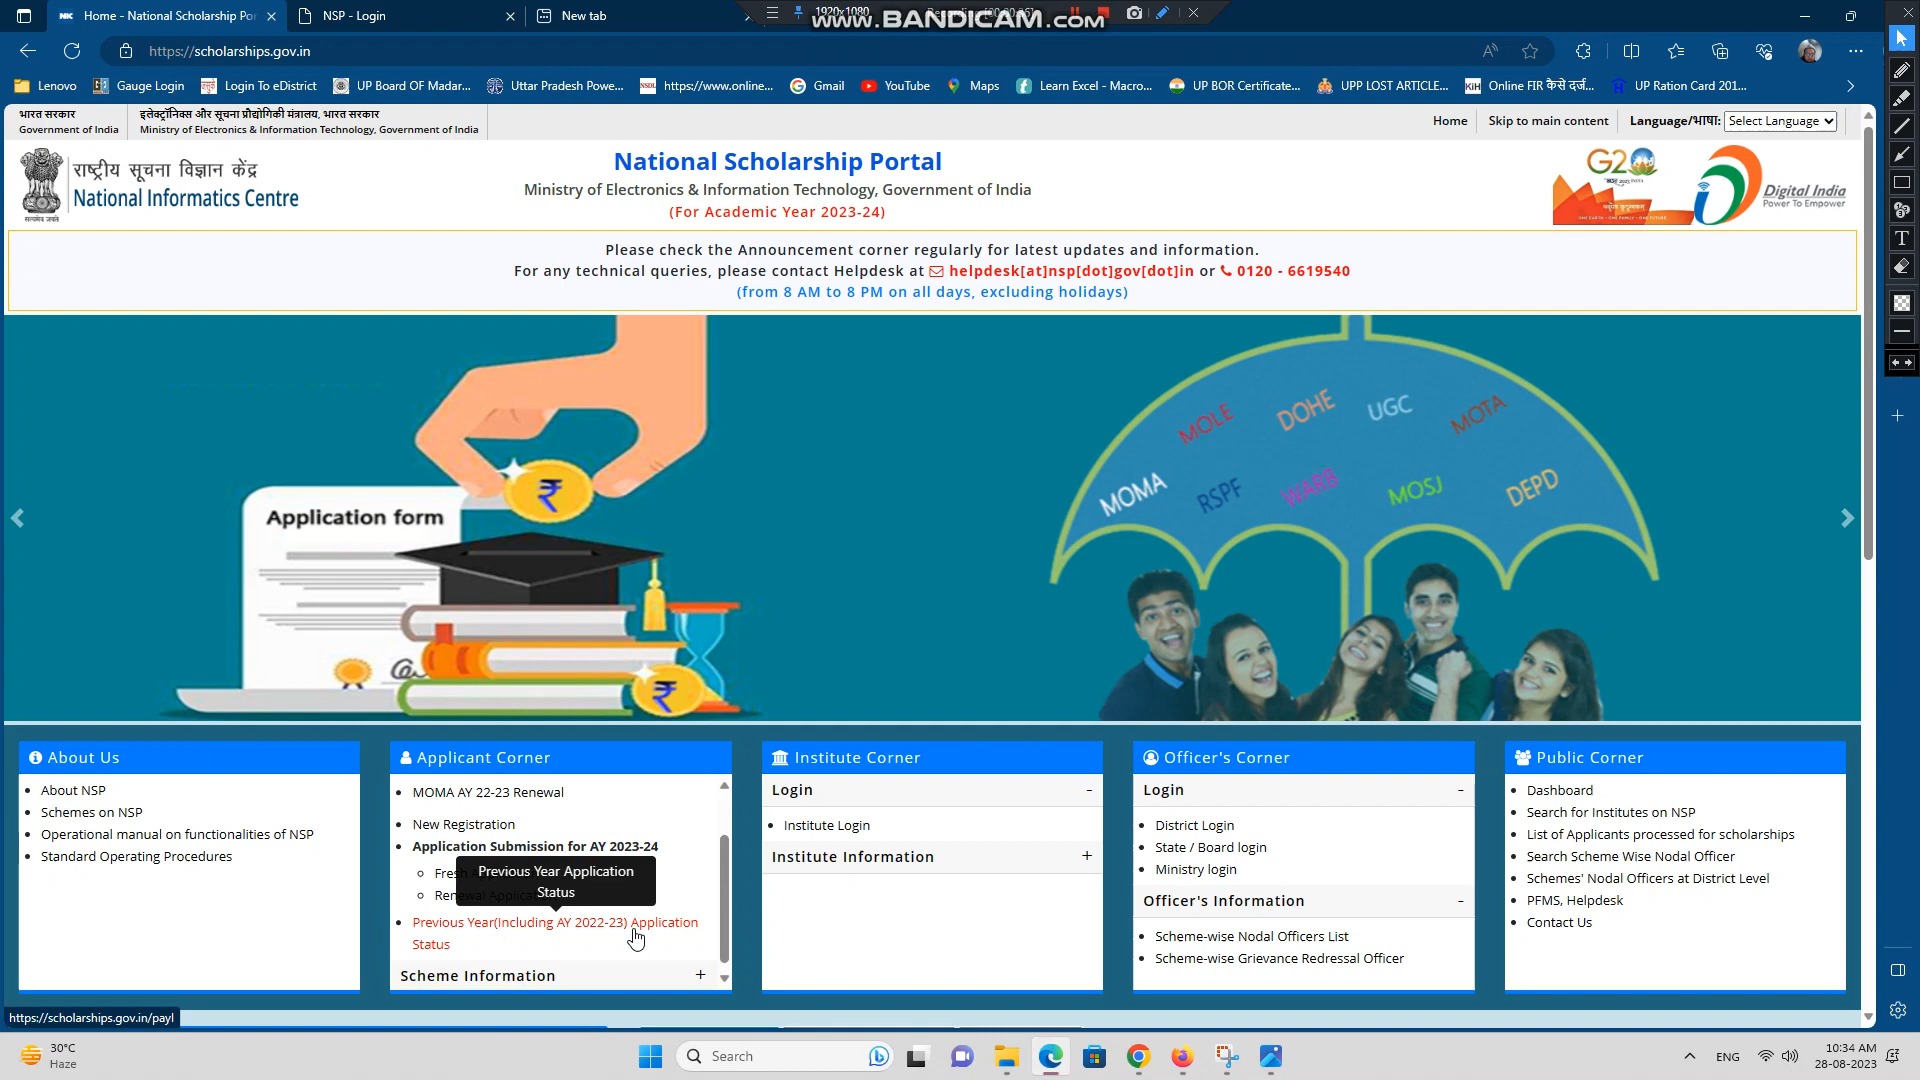 Home - National Scholarship Por
NSP - Login
New tab
1920x1080
www.BANDICAM.com
https://scholarships.gov.in
Lenovo
Gauge Login
Login To eDistrict
UP Board OF Madar...
Uttar Pradesh Powe...
https://www.online...
Gmail
YouTube
Maps
Learn Excel - Macro...
UP BOR Certificate...
UPP LOST ARTICLE...
Online FIR कैसे दर्ज...
UP Ration Card 201...
भारत सरकार
Government of India
इलेक्ट्रॉनिक्स और सूचना प्रौद्योगिकी मंत्रालय, भारत सरकार
Ministry of Electronics & Information Technology, Government of India
Home
Skip to main content
Language/भाषा:
Select Language
राष्ट्रीय सूचना विज्ञान केंद्र
National Informatics Centre
सत्यमेव जयते
National Scholarship Portal
Ministry of Electronics & Information Technology, Government of India
(For Academic Year 2023-24)
G20
ONE EARTH • ONE FAMILY • ONE FUTURE
Digital India
Power To Empower
Please check the Announcement corner regularly for latest updates and information.
For any technical queries, please contact Helpdesk at helpdesk[at]nsp[dot]gov[dot]in or 0120 - 6619540
(from 8 AM to 8 PM on all days, excluding holidays)
Application form
₹
₹
MOLE
DOHE
UGC
MOTA
MOMA
RSPF
WARB
MOSJ
DEPD
About Us
About NSP
Schemes on NSP
Operational manual on functionalities of NSP
Standard Operating Procedures
Applicant Corner
MOMA AY 22-23 Renewal
New Registration
Application Submission for AY 2023-24
Previous Year Application
Status
Previous Year(Including AY 2022-23) Application
Status
Scheme Information +
Institute Corner
Login -
Institute Login
Institute Information +
Officer's Corner
Login -
District Login
State / Board login
Ministry login
Officer's Information -
Scheme-wise Nodal Officers List
Scheme-wise Grievance Redressal Officer
Public Corner
Dashboard
Search for Institutes on NSP
List of Applicants processed for scholarships
Search Scheme Wise Nodal Officer
Schemes' Nodal Officers at District Level
PFMS, Helpdesk
Contact Us
https://scholarships.gov.in/payl
30°C
Haze
Search
ENG
10:34 AM
28-08-2023